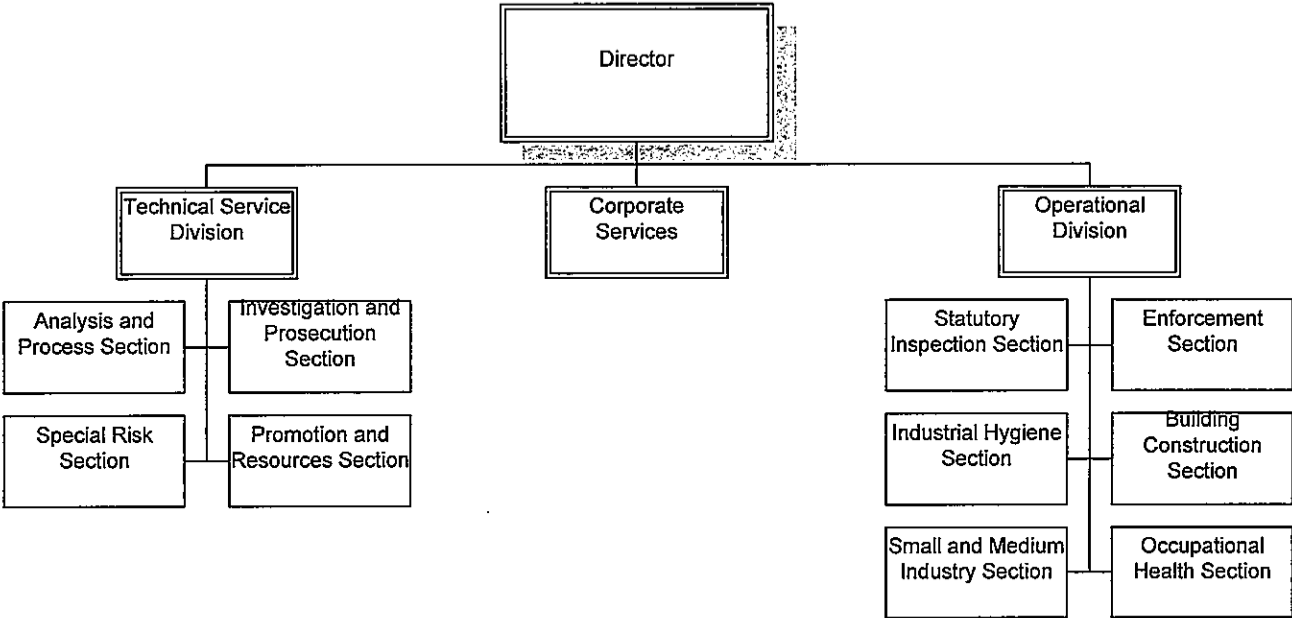 Director
Technical Service
Division
Corporate
Services
Operational
Division
Analysis and
Process Section
Investigation and
Prosecution
Section
Statutory
Inspection Section
Enforcement
Section
Special Risk
Section
Promotion and
Resources Section
Industrial Hygiene
Section
Building
Construction
Section
Small and Medium
Industry Section
Occupational
Health Section